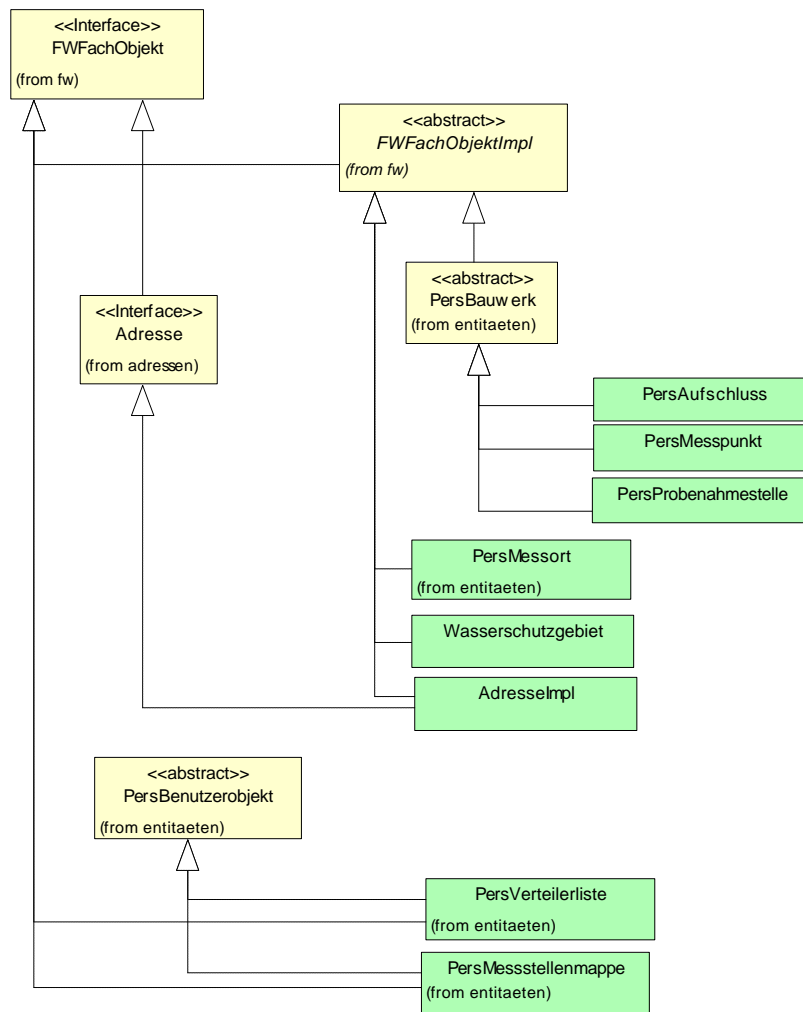 <<Interface>>
FWFachObjekt
(from fw)
<<abstract>>
FWFachObjektImpl
(from fw)
<<abstract>>
PersBauwerk
(from entitaeten)
<<Interface>>
Adresse
(from adressen)
PersAufschluss
PersMesspunkt
PersProbenahmestelle
PersMessort
(from entitaeten)
Wasserschutzgebiet
AdresseImpl
<<abstract>>
PersBenutzerobjekt
(from entitaeten)
PersVerteilerliste
(from entitaeten)
PersMessstellenmappe
(from entitaeten)